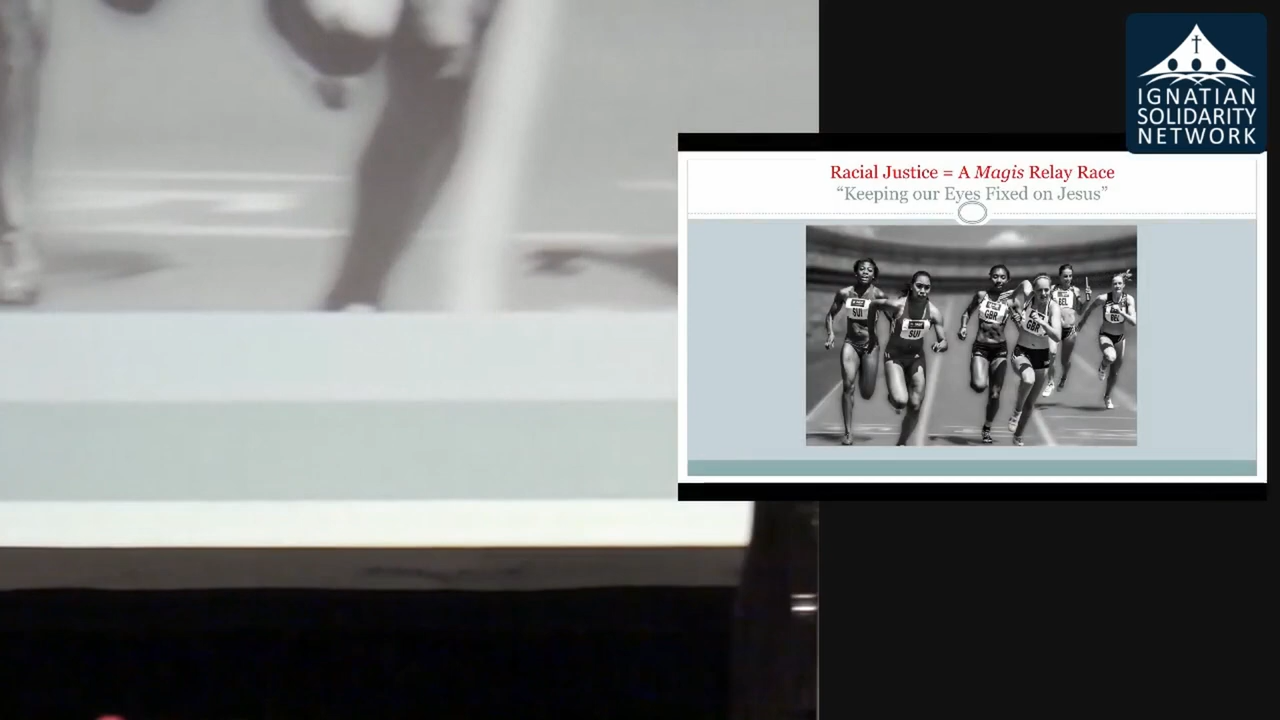 IGNATIAN
SOLIDARITY
NETWORK
Racial Justice = A Magis Relay Race
“Keeping our Eyes Fixed on Jesus”
SUI
SUI
GBR
GBR
BEL
BEL